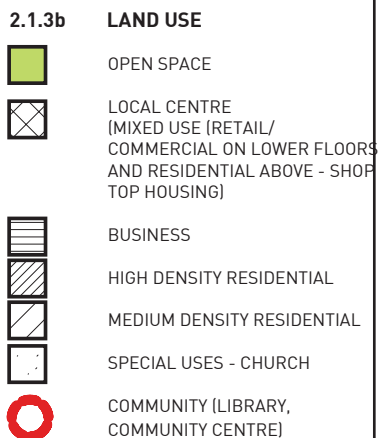 2.1.3b LAND USE
OPEN SPACE
LOCAL CENTRE
(MIXED USE (RETAIL/
COMMERCIAL ON LOWER FLOORS
AND RESIDENTIAL ABOVE - SHOP
TOP HOUSING)
BUSINESS
HIGH DENSITY RESIDENTIAL
MEDIUM DENSITY RESIDENTIAL
SPECIAL USES - CHURCH
COMMUNITY (LIBRARY,
COMMUNITY CENTRE)